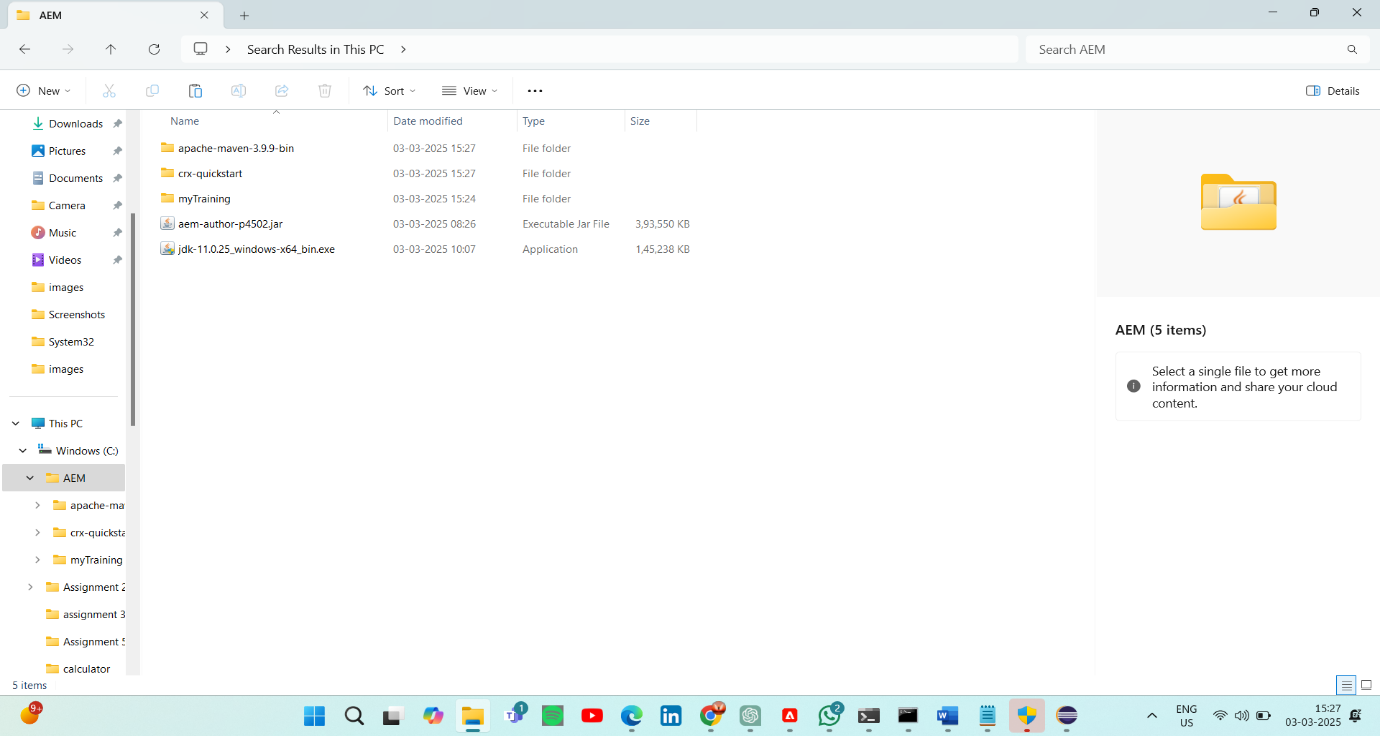 AEM
Search Results in This PC
Search AEM
New
Sort
View
Details
Downloads
Pictures
Documents
Camera
Music
Videos
images
Screenshots
System32
images
This PC
Windows (C:)
AEM
apache-ma
crx-quicksta
myTraining
Assignment 2
assignment 3
Assignment 5
calculator
Name Date modified Type Size
apache-maven-3.9.9-bin 03-03-2025 15:27 File folder
crx-quickstart 03-03-2025 15:27 File folder
myTraining 03-03-2025 15:24 File folder
aem-author-p4502.jar 03-03-2025 08:26 Executable Jar File 3,93,550 KB
jdk-11.0.25_windows-x64_bin.exe 03-03-2025 10:07 Application 1,45,238 KB
AEM (5 items)
Select a single file to get more
information and share your cloud
content.
5 items
9+
1
2
ENG
US
15:27
03-03-2025